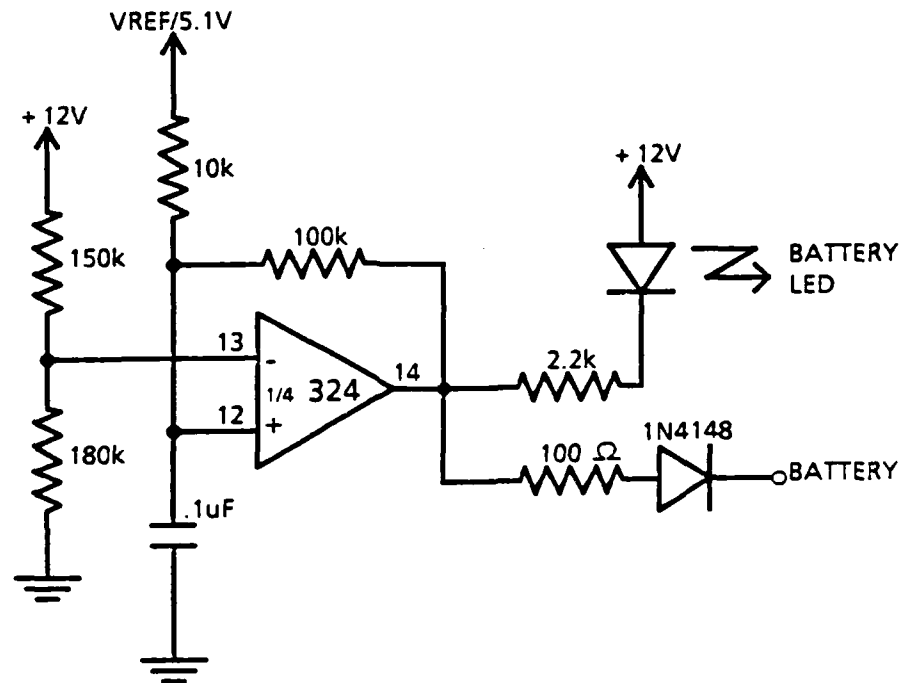 VREF/5.1V
+ 12V
10k
+ 12V
150k
100k
BATTERY
LED
13
-
14
2.2k
1/4 324
12
+
1N4148
180k
100 Ω
BATTERY
.1uF